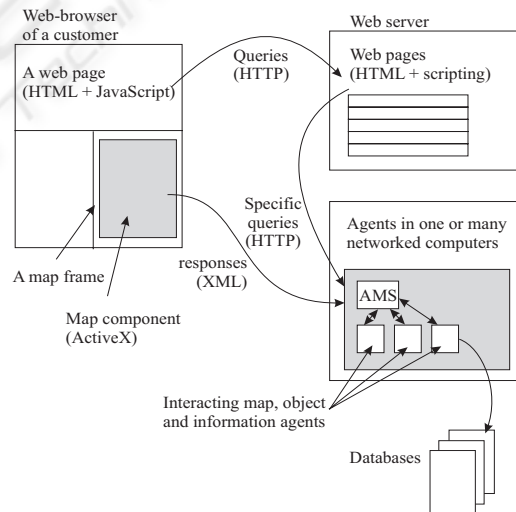 Web-browser
of a customer
A web page
(HTML + JavaScript)
Queries
(HTTP)
Web server
Web pages
(HTML + scripting)
Specific
queries
(HTTP)
responses
(XML)
A map frame
Map component
(ActiveX)
Agents in one or many
networked computers
AMS
Interacting map, object
and information agents
Databases